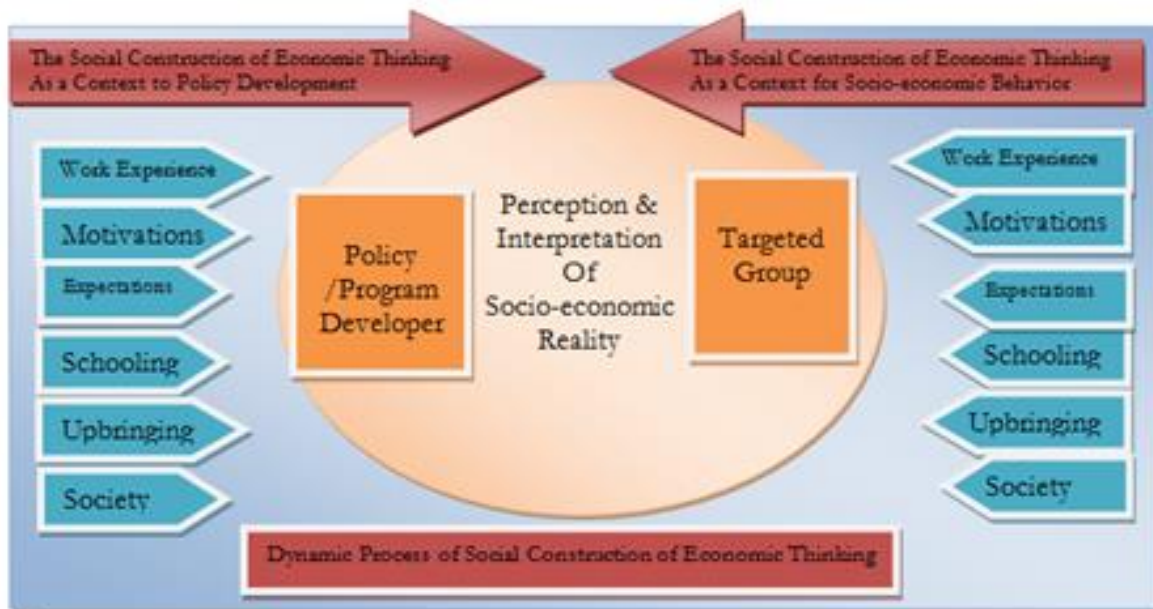 The Social Construction of Economic Thinking
As a Context to Policy Development
The Social Construction of Economic Thinking
As a Context for Socio-economic Behavior
Work Experience
Motivations
Expectations
Schooling
Upbringing
Society
Policy
/Program
Developer
Perception &
Interpretation
Of
Socio-economic
Reality
Targeted
Group
Work Experience
Motivations
Expectations
Schooling
Upbringing
Society
Dynamic Process of Social Construction of Economic Thinking